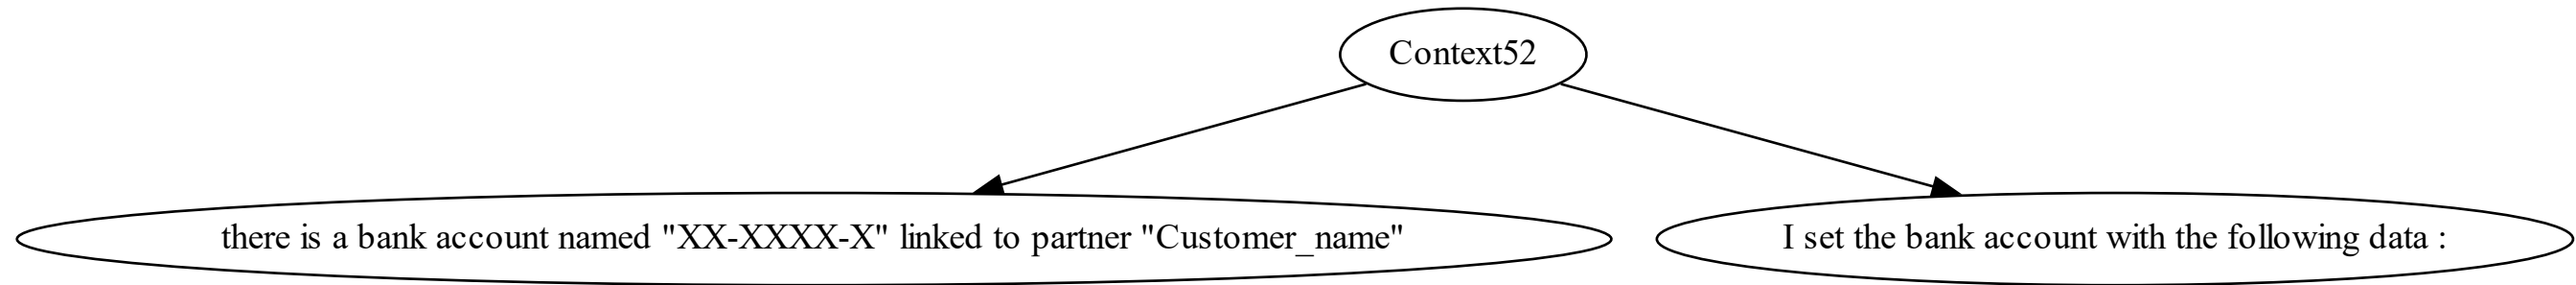 Context52
there is a bank account named "XX-XXXX-X" linked to partner "Customer_name"
I set the bank account with the following data :